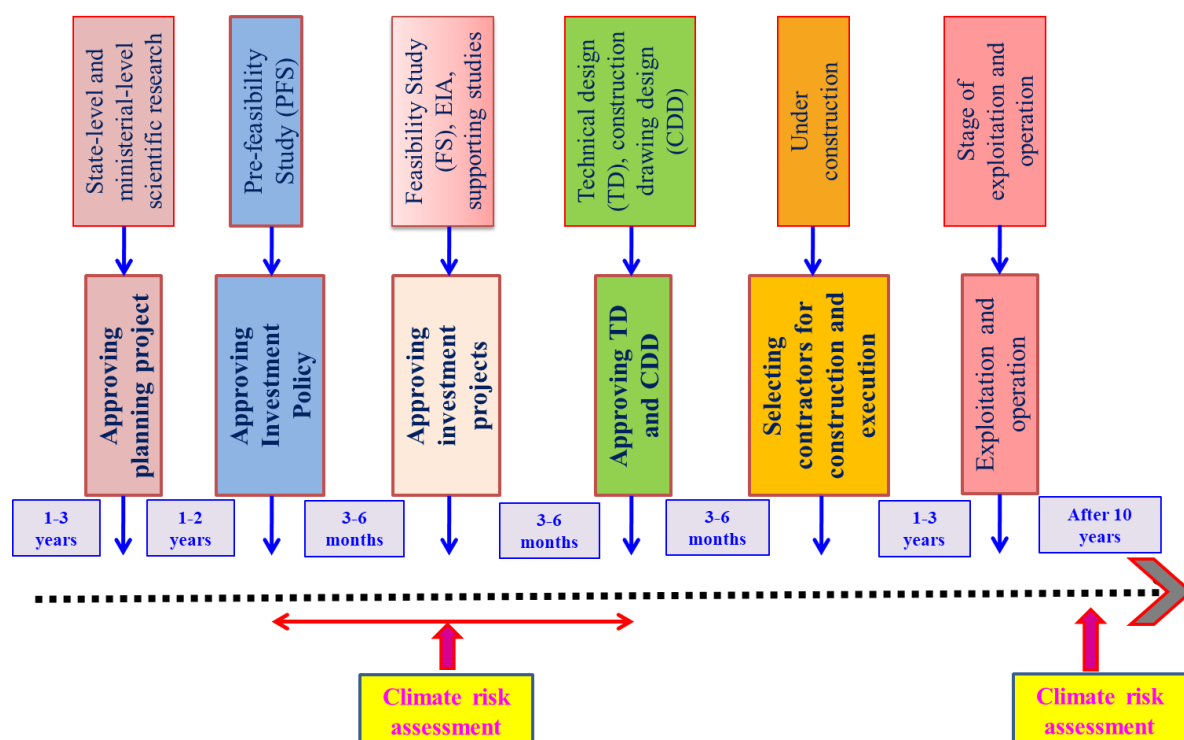 State-level and
ministerial-level
scientific research
Pre-feasibility
Study (PFS)
Feasibility Study
(FS), EIA,
supporting studies
Technical design
(TD), construction
drawing design
(CDD)
Under
construction
Stage of
exploitation and
operation
Approving
planning project
Approving
Investment
Policy
Approving
investment
projects
Approving TD
and CDD
Selecting
contractors for
construction and
execution
Exploitation and
operation
1-3
years
1-2
years
3-6
months
3-6
months
3-6
months
1-3
years
After 10
years
Climate risk
assessment
Climate risk
assessment